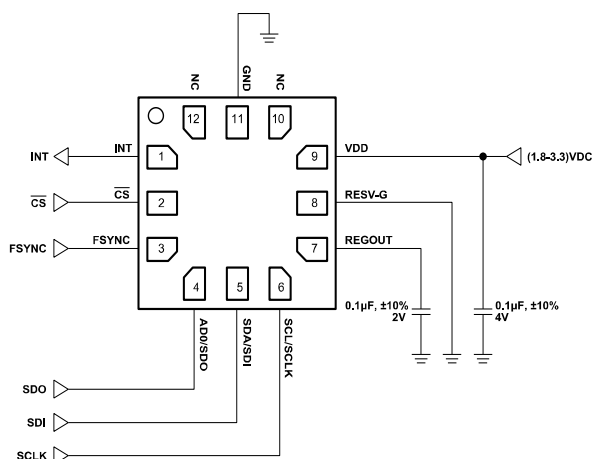 NC
GND
NC
12
11
10
INT
INT
1
9
VDD
(1.8-3.3)VDC
CS
CS
2
8
RESV-G
FSYNC
FSYNC
3
7
REGOUT
4
5
6
0.1µF, ±10%
2V
0.1µF, ±10%
4V
AD0/SDO
SDA/SDI
SCL/SCLK
SDO
SDI
SCLK